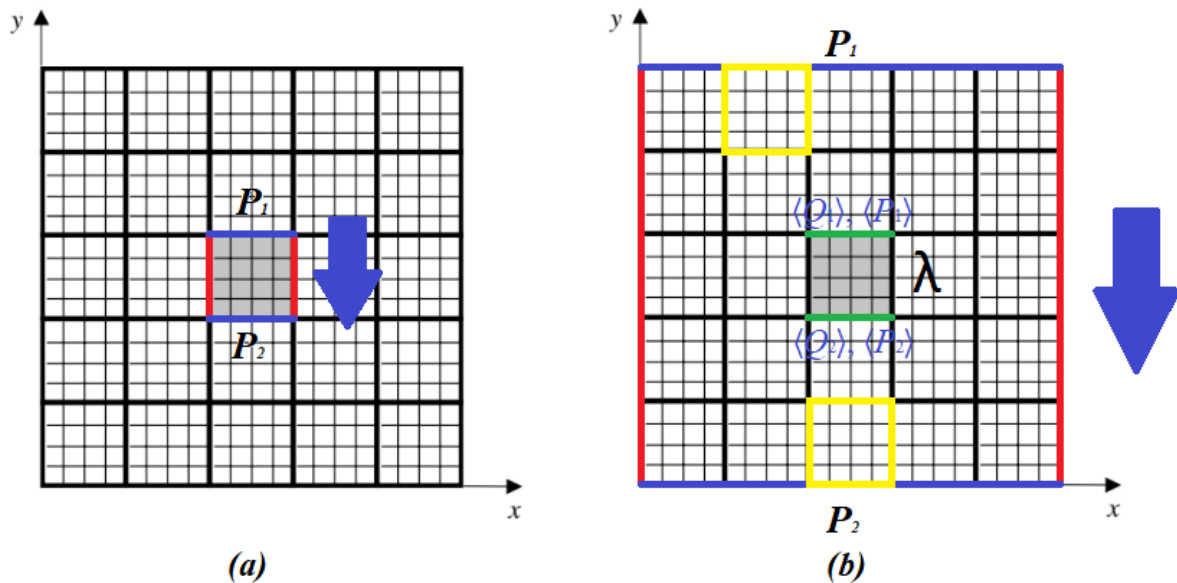 y
P₁
P₂
x
(a)
y
P₁
⟨Q₁⟩, ⟨P₁⟩
λ
⟨Q₂⟩, ⟨P₂⟩
x
P₂
(b)